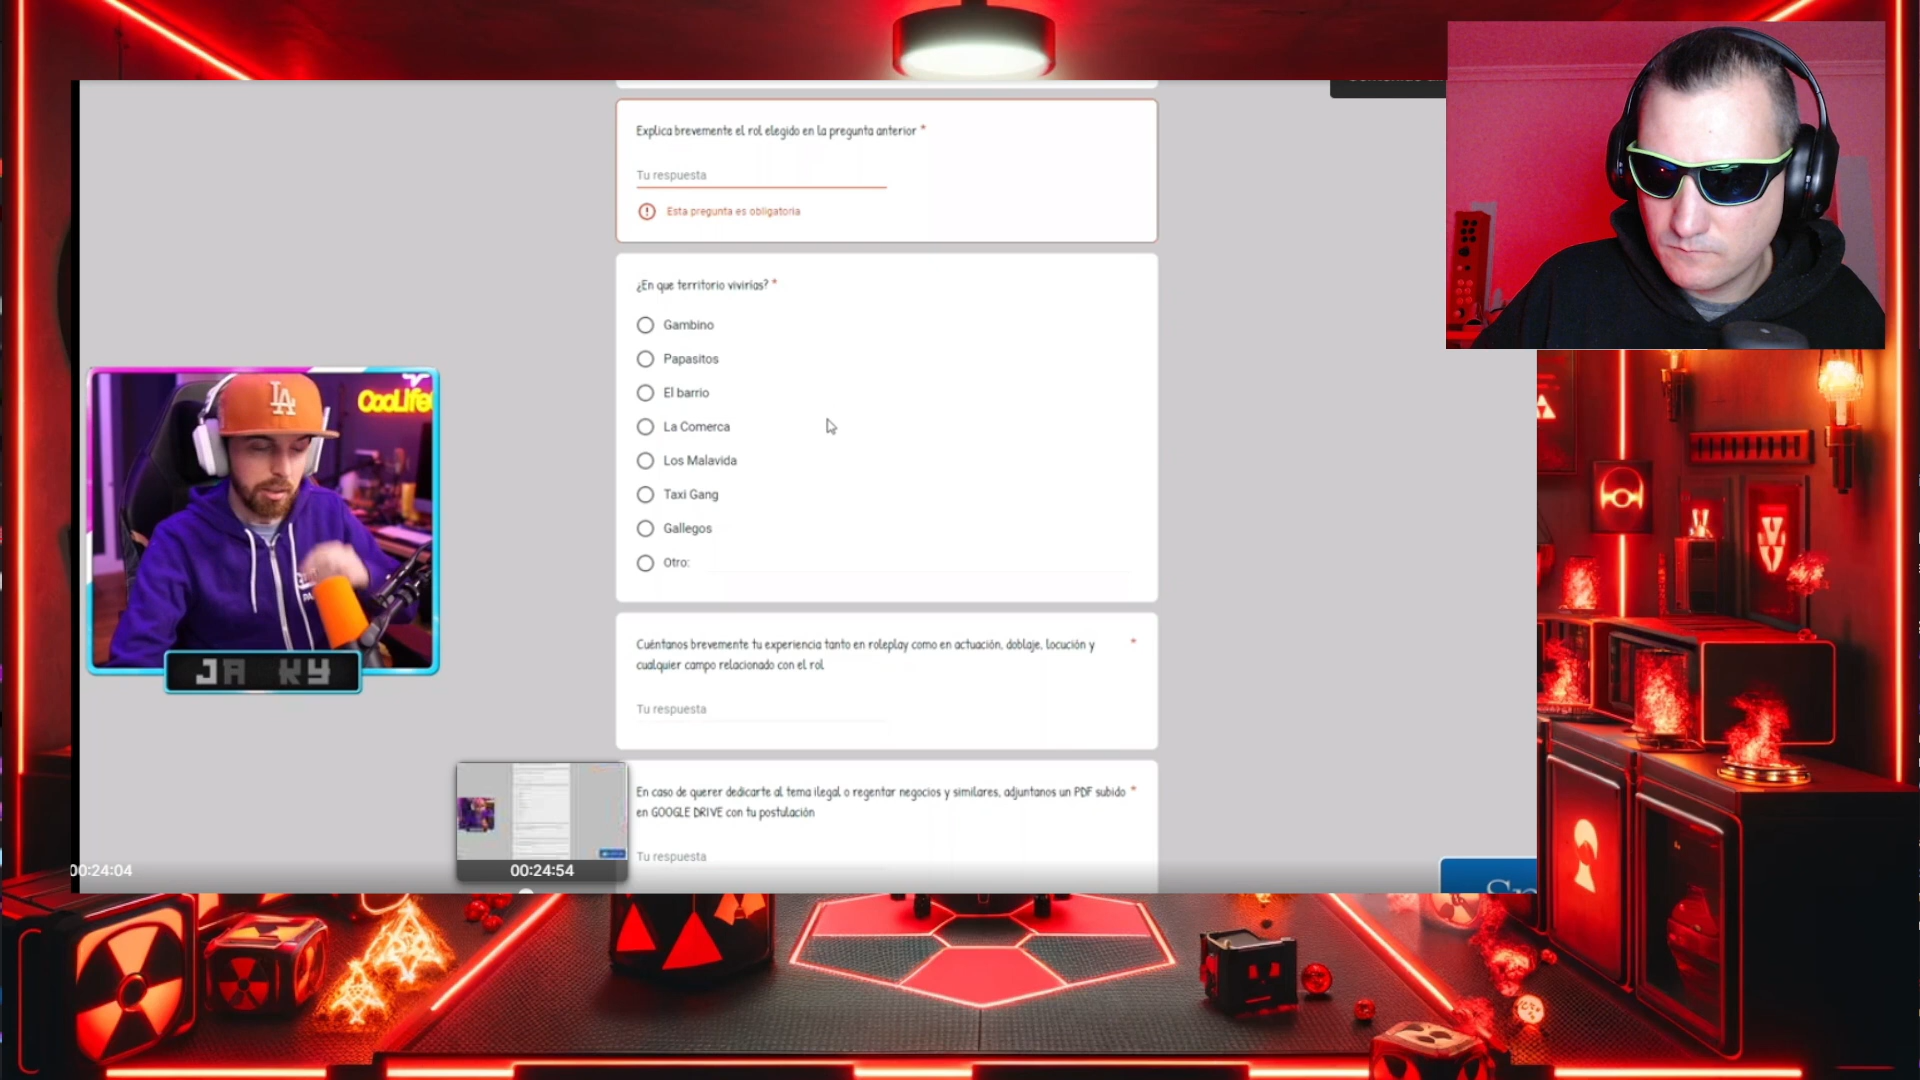 Explica brevemente el rol elegido en la pregunta anterior *
Tu respuesta
Esta pregunta es obligatoria
¿En que territorio vivirías? *
Gambino
Papasitos
El barrio
La Comerca
Los Malavida
Taxi Gang
Gallegos
Otro:
Cuéntanos brevemente tu experiencia tanto en roleplay como en actuación, doblaje, locución y *
cualquier campo relacionado con el rol
Tu respuesta
En caso de querer dedicarte al tema ilegal o regentar negocios y similares, adjuntanos un PDF subido *
en GOOGLE DRIVE con tu postulación
Tu respuesta
LA
CooLife
00:24:04
00:24:54